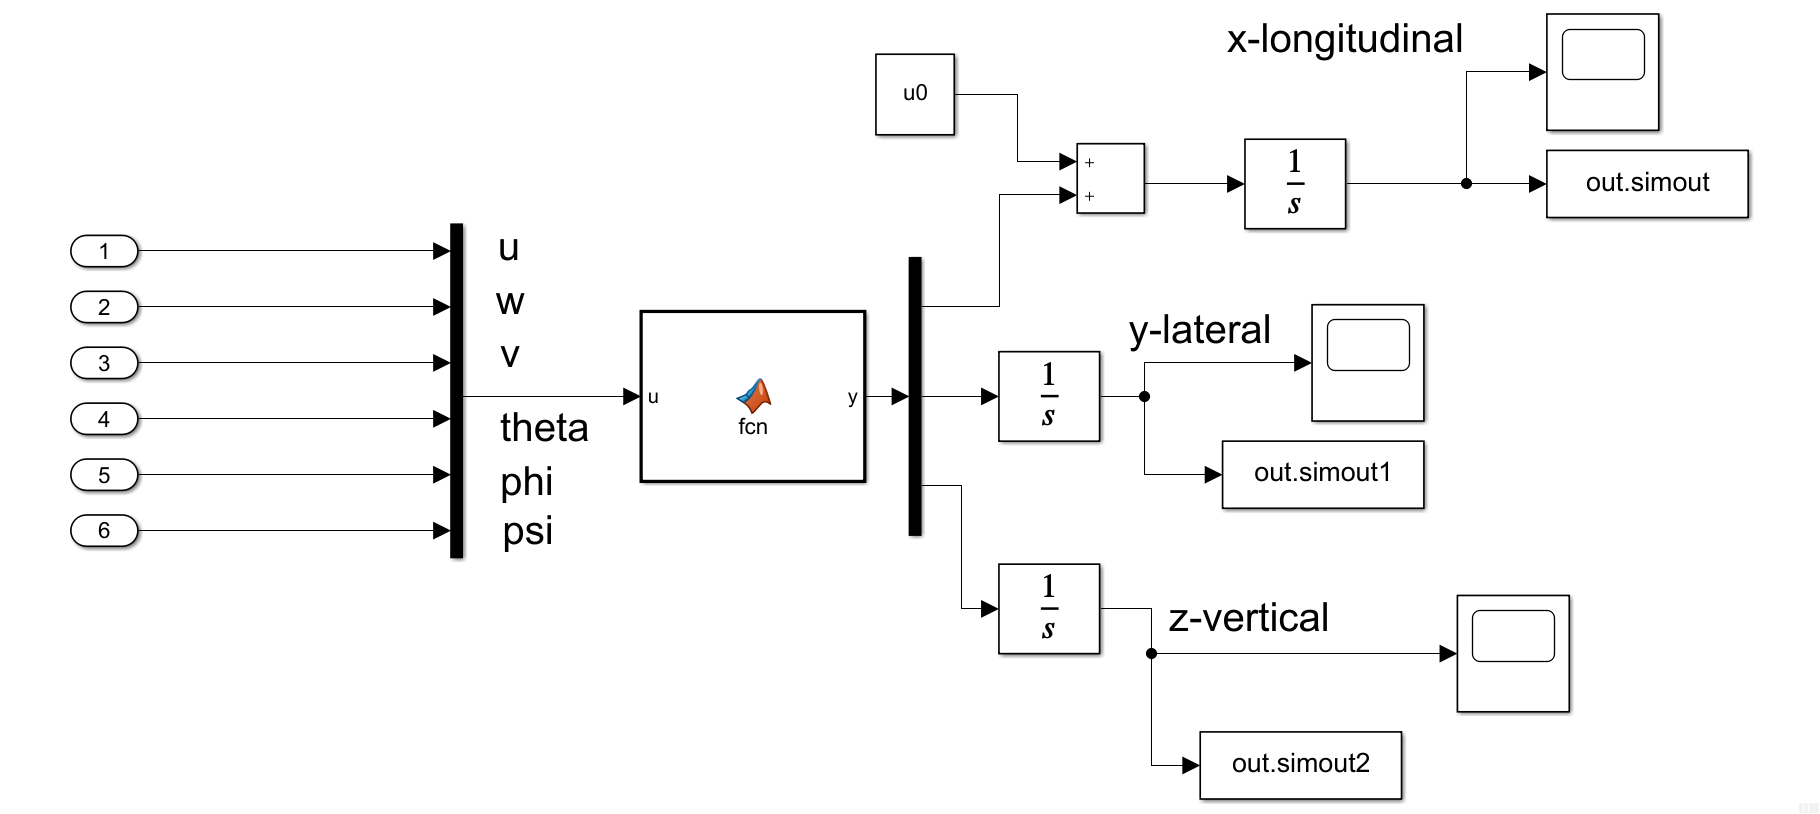 x-longitudinal
u0
+
+
1
s
out.simout
1
2
3
4
5
6
u
w
v
theta
phi
psi
u
fcn
y
y-lateral
1
s
out.simout1
z-vertical
1
s
out.simout2